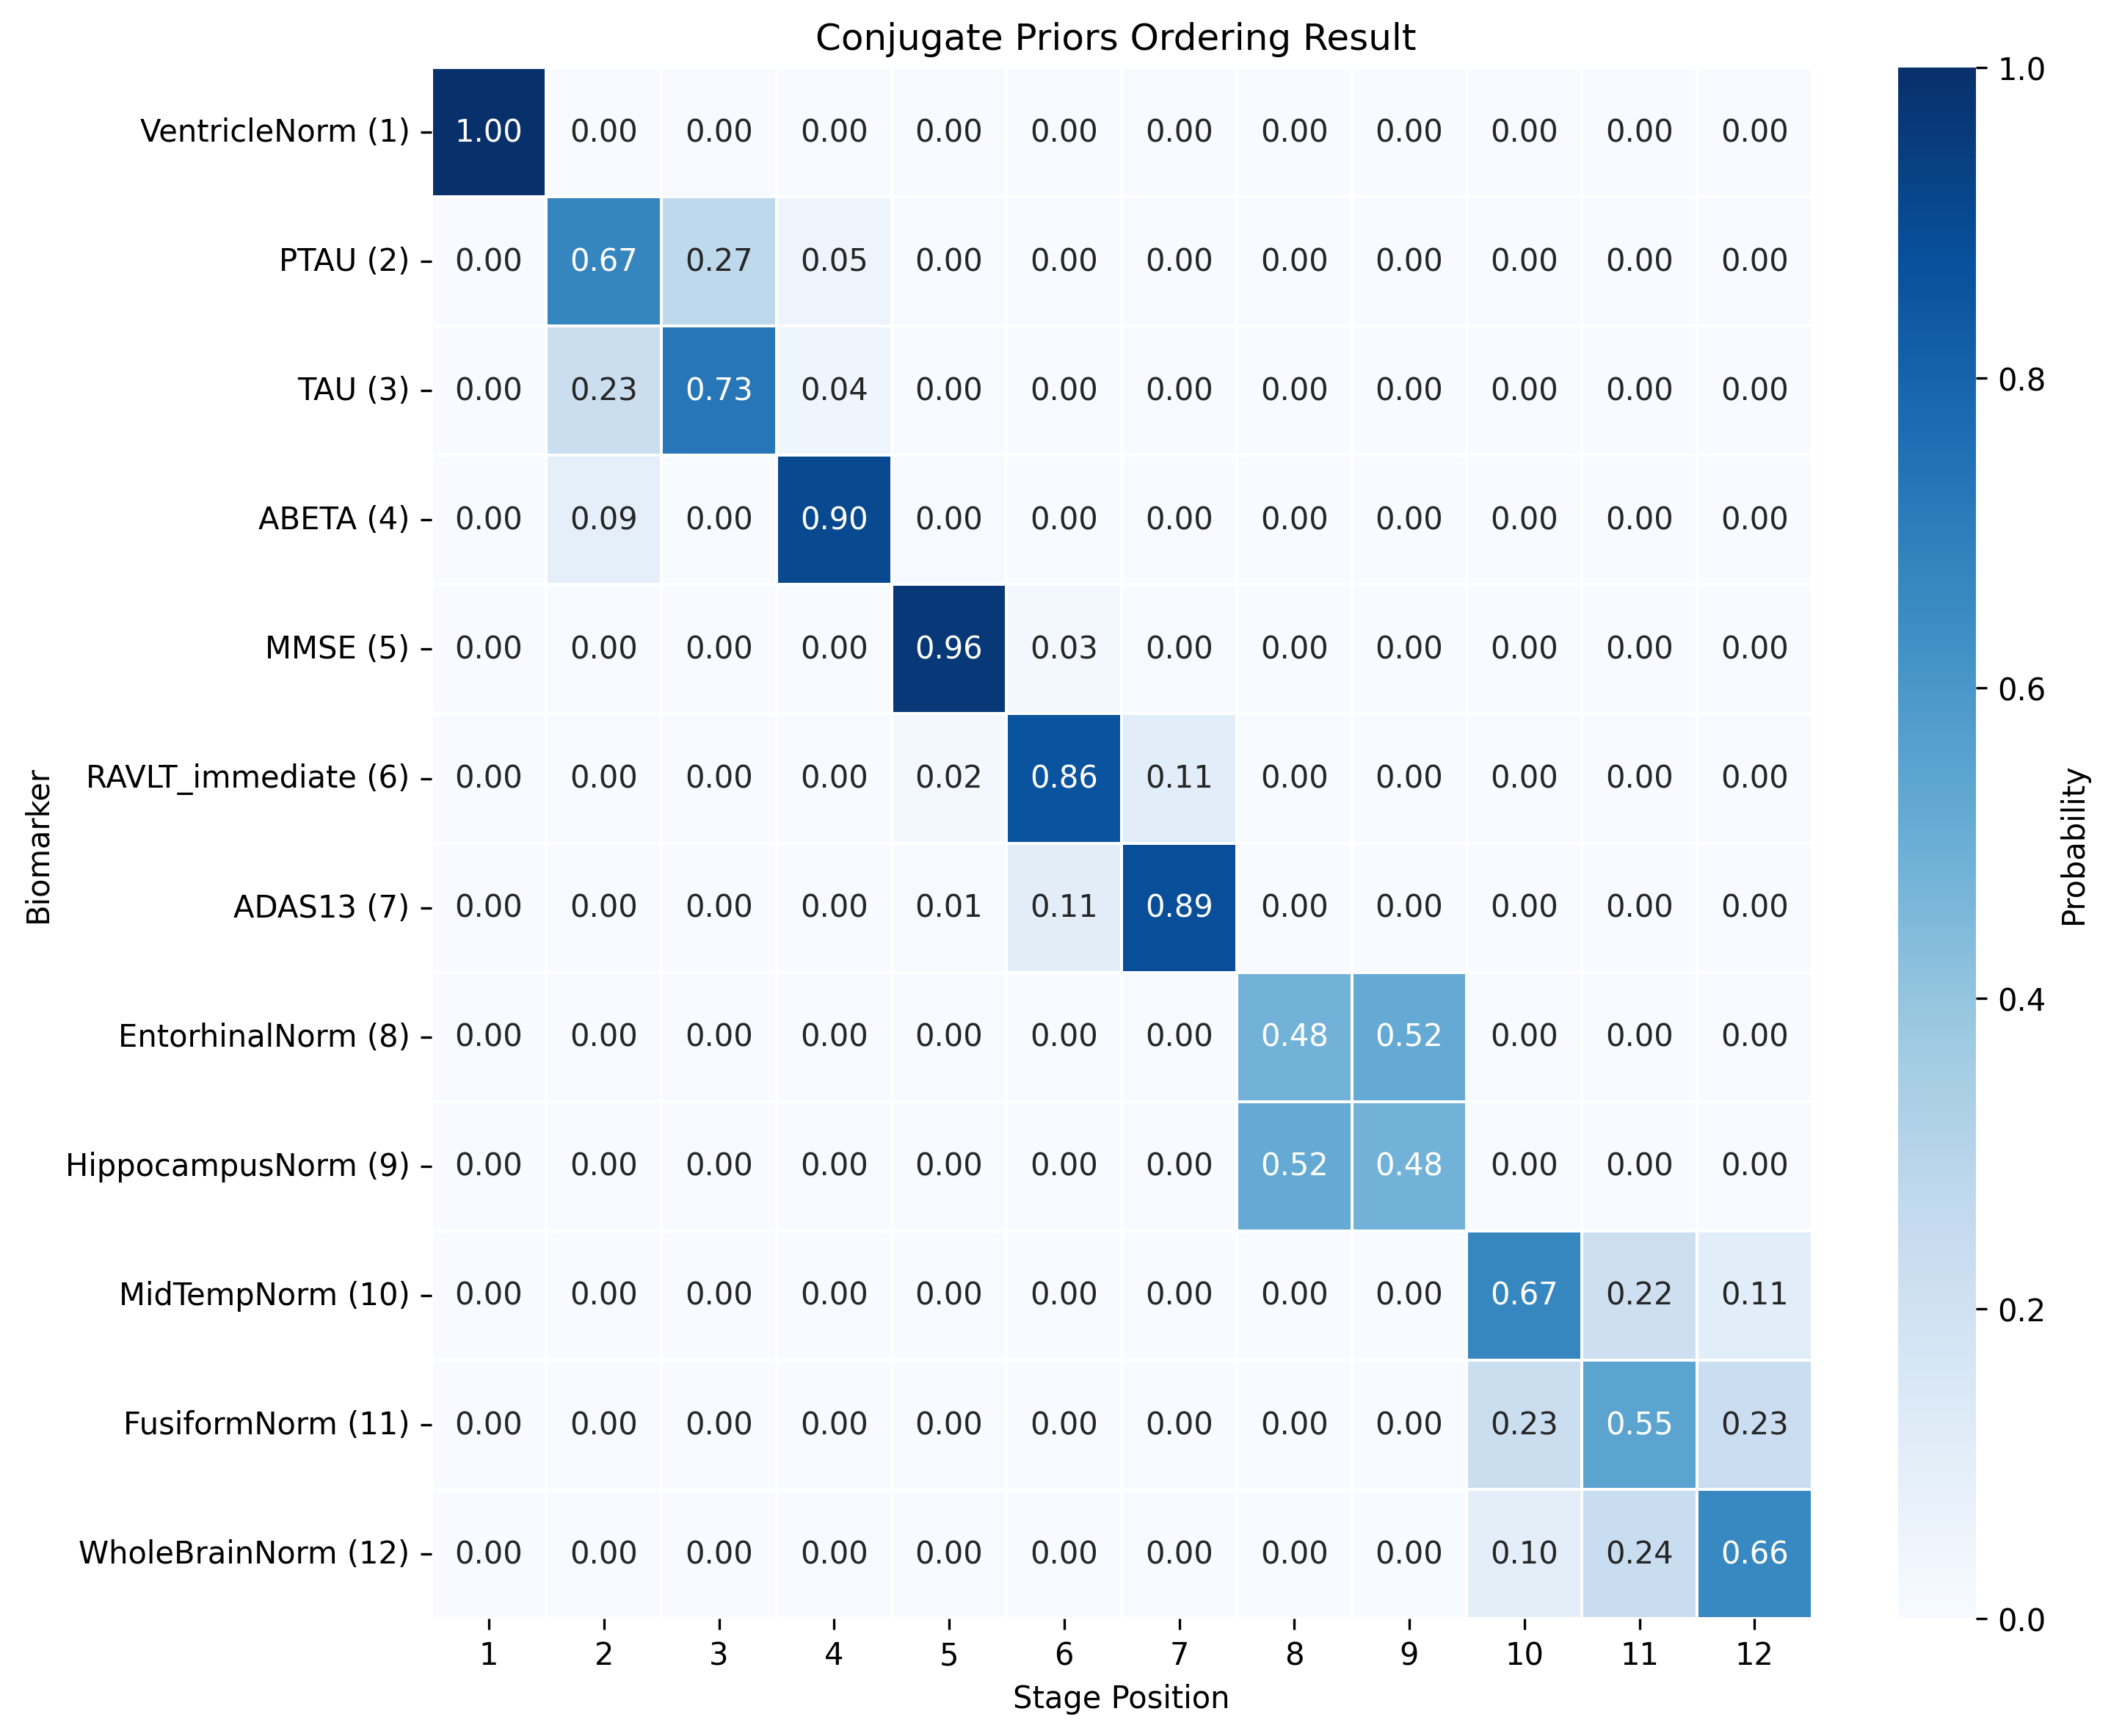 Conjugate Priors Ordering Result
VentricleNorm (1) 1.00 0.00 0.00 0.00 0.00 0.00 0.00 0.00 0.00 0.00 0.00 0.00
PTAU (2) 0.00 0.67 0.27 0.05 0.00 0.00 0.00 0.00 0.00 0.00 0.00 0.00
TAU (3) 0.00 0.23 0.73 0.04 0.00 0.00 0.00 0.00 0.00 0.00 0.00 0.00
ABETA (4) 0.00 0.09 0.00 0.90 0.00 0.00 0.00 0.00 0.00 0.00 0.00 0.00
MMSE (5) 0.00 0.00 0.00 0.00 0.96 0.03 0.00 0.00 0.00 0.00 0.00 0.00
RAVLT_immediate (6) 0.00 0.00 0.00 0.00 0.02 0.86 0.11 0.00 0.00 0.00 0.00 0.00
ADAS13 (7) 0.00 0.00 0.00 0.00 0.01 0.11 0.89 0.00 0.00 0.00 0.00 0.00
EntorhinalNorm (8) 0.00 0.00 0.00 0.00 0.00 0.00 0.00 0.48 0.52 0.00 0.00 0.00
HippocampusNorm (9) 0.00 0.00 0.00 0.00 0.00 0.00 0.00 0.52 0.48 0.00 0.00 0.00
MidTempNorm (10) 0.00 0.00 0.00 0.00 0.00 0.00 0.00 0.00 0.00 0.67 0.22 0.11
FusiformNorm (11) 0.00 0.00 0.00 0.00 0.00 0.00 0.00 0.00 0.00 0.23 0.55 0.23
WholeBrainNorm (12) 0.00 0.00 0.00 0.00 0.00 0.00 0.00 0.00 0.00 0.10 0.24 0.66
1 2 3 4 5 6 7 8 9 10 11 12
Stage Position
Biomarker
1.0
0.8
0.6
0.4
0.2
0.0
Probability